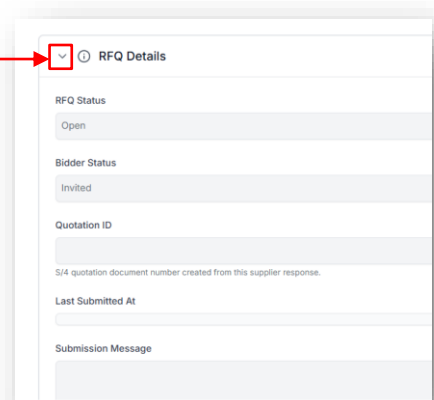 RFQ Details
RFQ Status
Open
Bidder Status
Invited
Quotation ID
S/4 quotation document number created from this supplier response.
Last Submitted At
Submission Message